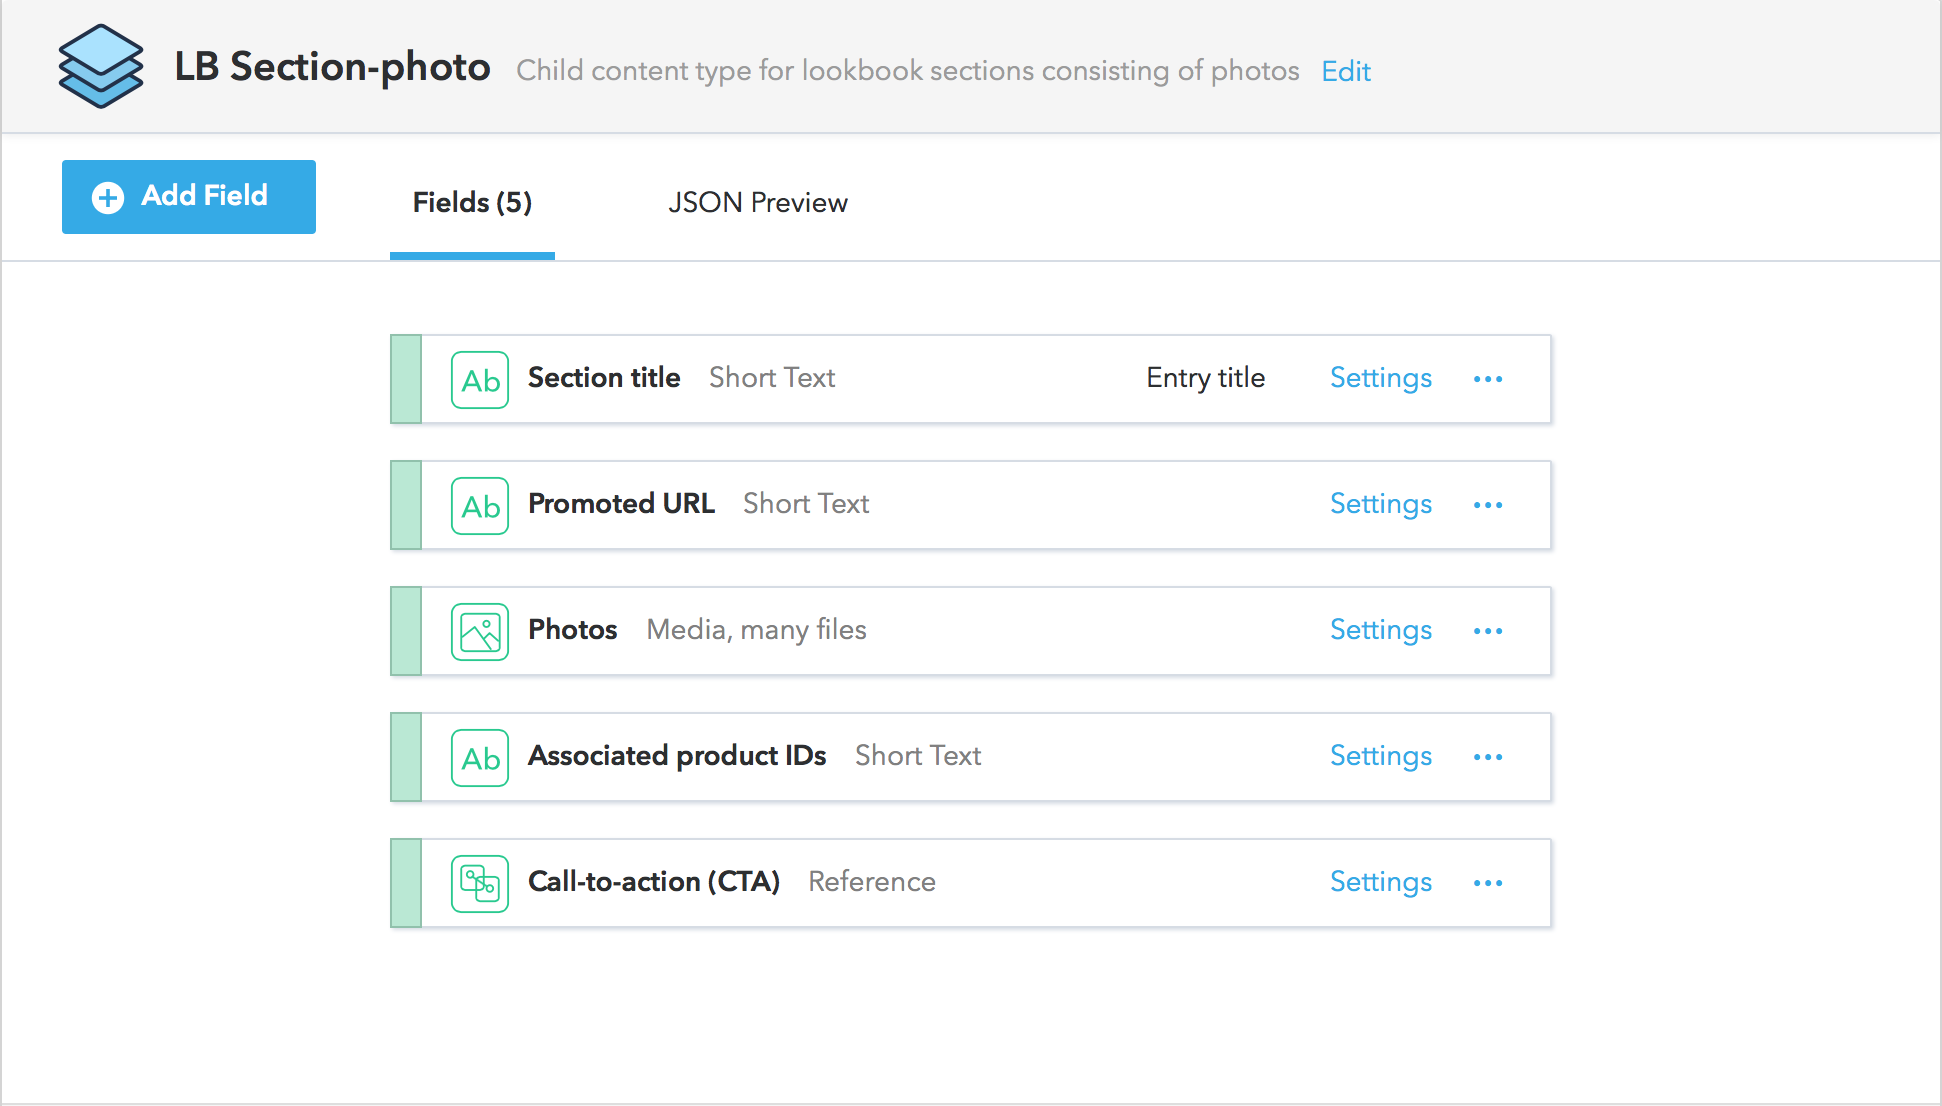 LB Section-photo Child content type for lookbook sections consisting of photos Edit
Add Field Fields (5) JSON Preview
Ab Section title Short Text Entry title Settings ...
Ab Promoted URL Short Text Settings ...
Photos Media, many files Settings ...
Ab Associated product IDs Short Text Settings ...
Call-to-action (CTA) Reference Settings ...